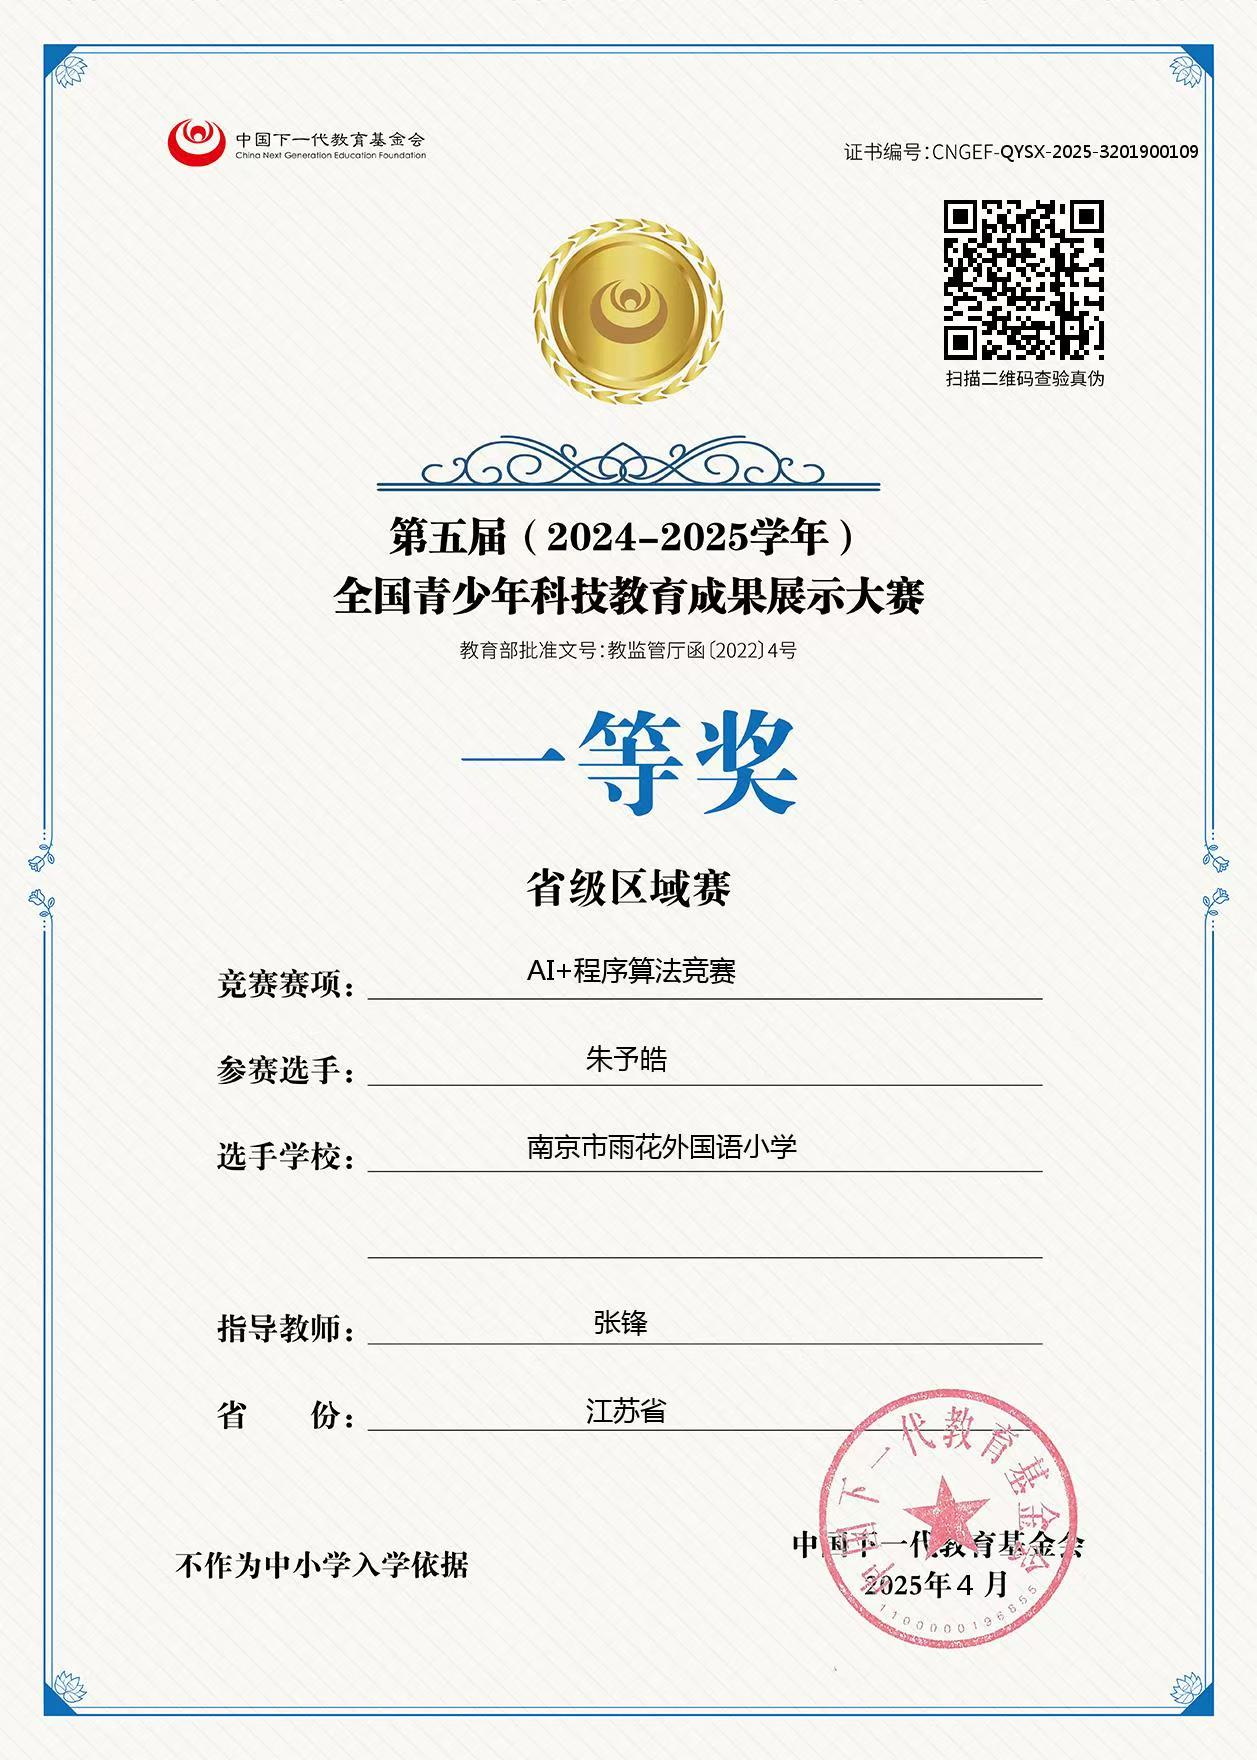 中国下一代教育基金会
China Next Generation Education Foundation
证书编号:CNGEF-QYSX-2025-3201900109
扫描二维码查验真伪
第五届（2024-2025学年）
全国青少年科技教育成果展示大赛
教育部批准文号:教监管厅函〔2022〕4号
一等奖
省级区域赛
竞赛赛项： AI+程序算法竞赛
参赛选手： 朱予皓
选手学校： 南京市雨花外国语小学
指导教师： 张锋
省份： 江苏省
中国下一代教育基金会
不作为中小学入学依据
中国下一代教育基金会
2025年4月
1100000196855